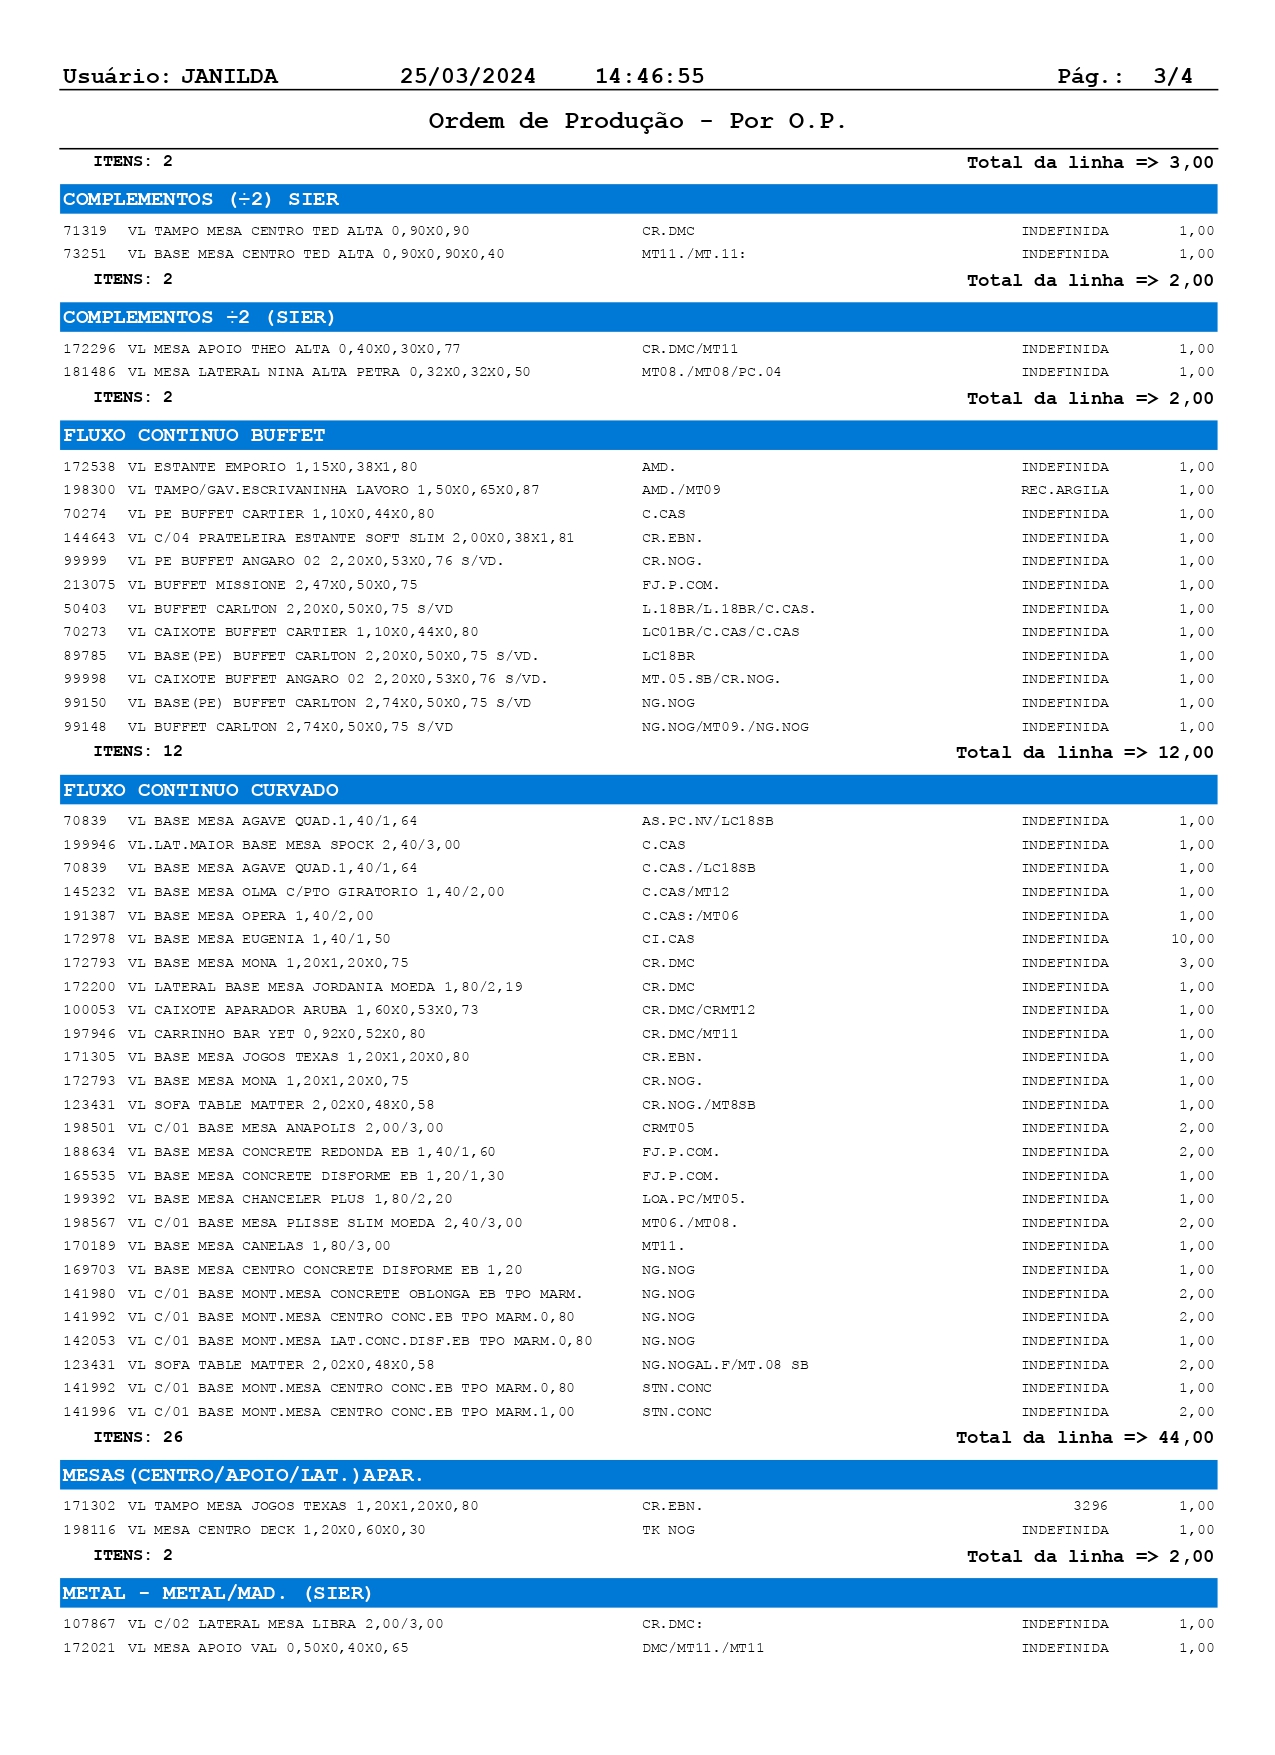 Usuário: JANILDA 25/03/2024 14:46:55 Pág.: 3/4
Ordem de Produção - Por O.P.
ITENS: 2 Total da linha => 3,00
COMPLEMENTOS (÷2) SIER
71319 VL TAMPO MESA CENTRO TED ALTA 0,90X0,90 CR.DMC INDEFINIDA 1,00
73251 VL BASE MESA CENTRO TED ALTA 0,90X0,90X0,40 MT11./MT.11: INDEFINIDA 1,00
ITENS: 2 Total da linha => 2,00
COMPLEMENTOS ÷2 (SIER)
172296 VL MESA APOIO THEO ALTA 0,40X0,30X0,77 CR.DMC/MT11 INDEFINIDA 1,00
181486 VL MESA LATERAL NINA ALTA PETRA 0,32X0,32X0,50 MT08./MT08/PC.04 INDEFINIDA 1,00
ITENS: 2 Total da linha => 2,00
FLUXO CONTINUO BUFFET
172538 VL ESTANTE EMPORIO 1,15X0,38X1,80 AMD. INDEFINIDA 1,00
198300 VL TAMPO/GAV.ESCRIVANINHA LAVORO 1,50X0,65X0,87 AMD./MT09 REC.ARGILA 1,00
70274 VL PE BUFFET CARTIER 1,10X0,44X0,80 C.CAS INDEFINIDA 1,00
144643 VL C/04 PRATELEIRA ESTANTE SOFT SLIM 2,00X0,38X1,81 CR.EBN. INDEFINIDA 1,00
99999 VL PE BUFFET ANGARO 02 2,20X0,53X0,76 S/VD. CR.NOG. INDEFINIDA 1,00
213075 VL BUFFET MISSIONE 2,47X0,50X0,75 FJ.P.COM. INDEFINIDA 1,00
50403 VL BUFFET CARLTON 2,20X0,50X0,75 S/VD L.18BR/L.18BR/C.CAS. INDEFINIDA 1,00
70273 VL CAIXOTE BUFFET CARTIER 1,10X0,44X0,80 LC01BR/C.CAS/C.CAS INDEFINIDA 1,00
89785 VL BASE(PE) BUFFET CARLTON 2,20X0,50X0,75 S/VD. LC18BR INDEFINIDA 1,00
99998 VL CAIXOTE BUFFET ANGARO 02 2,20X0,53X0,76 S/VD. MT.05.SB/CR.NOG. INDEFINIDA 1,00
99150 VL BASE(PE) BUFFET CARLTON 2,74X0,50X0,75 S/VD NG.NOG INDEFINIDA 1,00
99148 VL BUFFET CARLTON 2,74X0,50X0,75 S/VD NG.NOG/MT09./NG.NOG INDEFINIDA 1,00
ITENS: 12 Total da linha => 12,00
FLUXO CONTINUO CURVADO
70839 VL BASE MESA AGAVE QUAD.1,40/1,64 AS.PC.NV/LC18SB INDEFINIDA 1,00
199946 VL.LAT.MAIOR BASE MESA SPOCK 2,40/3,00 C.CAS INDEFINIDA 1,00
70839 VL BASE MESA AGAVE QUAD.1,40/1,64 C.CAS./LC18SB INDEFINIDA 1,00
145232 VL BASE MESA OLMA C/PTO GIRATORIO 1,40/2,00 C.CAS/MT12 INDEFINIDA 1,00
191387 VL BASE MESA OPERA 1,40/2,00 C.CAS:/MT06 INDEFINIDA 1,00
172978 VL BASE MESA EUGENIA 1,40/1,50 CI.CAS INDEFINIDA 10,00
172793 VL BASE MESA MONA 1,20X1,20X0,75 CR.DMC INDEFINIDA 3,00
172200 VL LATERAL BASE MESA JORDANIA MOEDA 1,80/2,19 CR.DMC INDEFINIDA 1,00
100053 VL CAIXOTE APARADOR ARUBA 1,60X0,53X0,73 CR.DMC/CRMT12 INDEFINIDA 1,00
197946 VL CARRINHO BAR YET 0,92X0,52X0,80 CR.DMC/MT11 INDEFINIDA 1,00
171305 VL BASE MESA JOGOS TEXAS 1,20X1,20X0,80 CR.EBN. INDEFINIDA 1,00
172793 VL BASE MESA MONA 1,20X1,20X0,75 CR.NOG. INDEFINIDA 1,00
123431 VL SOFA TABLE MATTER 2,02X0,48X0,58 CR.NOG./MT8SB INDEFINIDA 1,00
198501 VL C/01 BASE MESA ANAPOLIS 2,00/3,00 CRMT05 INDEFINIDA 2,00
188634 VL BASE MESA CONCRETE REDONDA EB 1,40/1,60 FJ.P.COM. INDEFINIDA 2,00
165535 VL BASE MESA CONCRETE DISFORME EB 1,20/1,30 FJ.P.COM. INDEFINIDA 1,00
199392 VL BASE MESA CHANCELER PLUS 1,80/2,20 LOA.PC/MT05. INDEFINIDA 1,00
198567 VL C/01 BASE MESA PLISSE SLIM MOEDA 2,40/3,00 MT06./MT08. INDEFINIDA 2,00
170189 VL BASE MESA CANELAS 1,80/3,00 MT11. INDEFINIDA 1,00
169703 VL BASE MESA CENTRO CONCRETE DISFORME EB 1,20 NG.NOG INDEFINIDA 1,00
141980 VL C/01 BASE MONT.MESA CONCRETE OBLONGA EB TPO MARM. NG.NOG INDEFINIDA 2,00
141992 VL C/01 BASE MONT.MESA CENTRO CONC.EB TPO MARM.0,80 NG.NOG INDEFINIDA 2,00
142053 VL C/01 BASE MONT.MESA LAT.CONC.DISF.EB TPO MARM.0,80 NG.NOG INDEFINIDA 1,00
123431 VL SOFA TABLE MATTER 2,02X0,48X0,58 NG.NOGAL.F/MT.08 SB INDEFINIDA 2,00
141992 VL C/01 BASE MONT.MESA CENTRO CONC.EB TPO MARM.0,80 STN.CONC INDEFINIDA 1,00
141996 VL C/01 BASE MONT.MESA CENTRO CONC.EB TPO MARM.1,00 STN.CONC INDEFINIDA 2,00
ITENS: 26 Total da linha => 44,00
MESAS(CENTRO/APOIO/LAT.)APAR.
171302 VL TAMPO MESA JOGOS TEXAS 1,20X1,20X0,80 CR.EBN. 3296 1,00
198116 VL MESA CENTRO DECK 1,20X0,60X0,30 TK NOG INDEFINIDA 1,00
ITENS: 2 Total da linha => 2,00
METAL - METAL/MAD. (SIER)
107867 VL C/02 LATERAL MESA LIBRA 2,00/3,00 CR.DMC: INDEFINIDA 1,00
172021 VL MESA APOIO VAL 0,50X0,40X0,65 DMC/MT11./MT11 INDEFINIDA 1,00